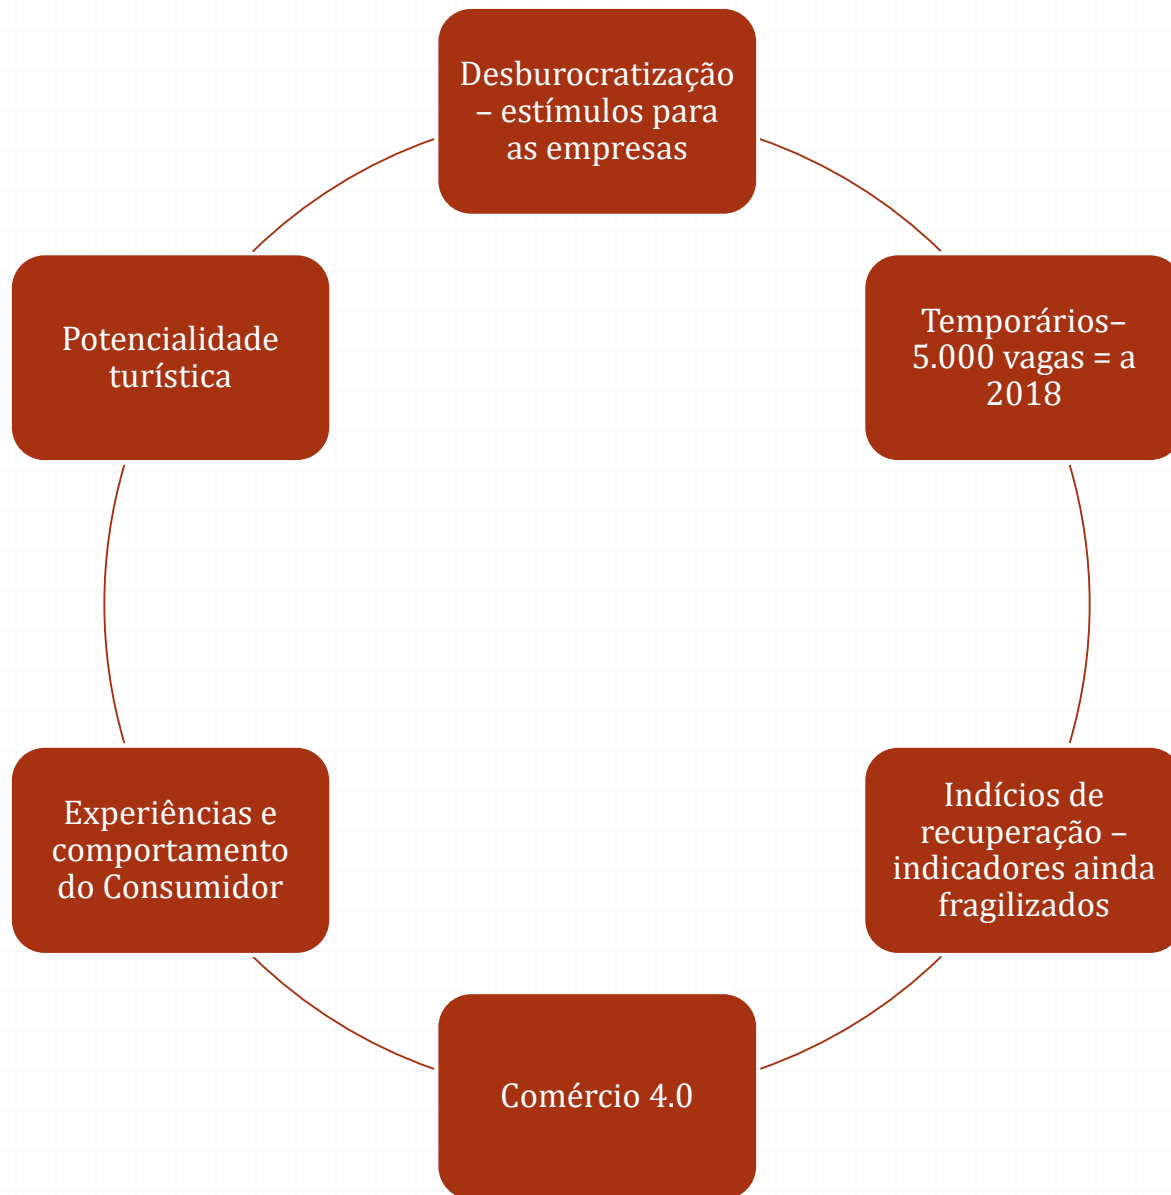 Desburocratização
– estímulos para
as empresas
Temporários–
5.000 vagas = a
2018
Indícios de
recuperação –
indicadores ainda
fragilizados
Comércio 4.0
Experiências e
comportamento
do Consumidor
Potencialidade
turística